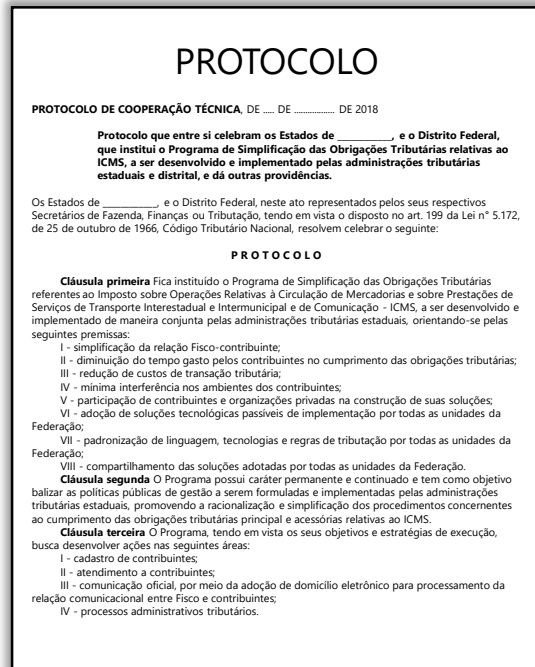 PROTOCOLO
PROTOCOLO DE COOPERAÇÃO TÉCNICA, DE ..... DE .................. DE 2018
Protocolo que entre si celebram os Estados de ___________, e o Distrito Federal,
que institui o Programa de Simplificação das Obrigações Tributárias relativas ao
ICMS, a ser desenvolvido e implementado pelas administrações tributárias
estaduais e distrital, e dá outras providências.
Os Estados de ___________, e o Distrito Federal, neste ato representados pelos seus respectivos
Secretários de Fazenda, Finanças ou Tributação, tendo em vista o disposto no art. 199 da Lei n° 5.172,
de 25 de outubro de 1966, Código Tributário Nacional, resolvem celebrar o seguinte:
P R O T O C O L O
Cláusula primeira Fica instituído o Programa de Simplificação das Obrigações Tributárias
referentes ao Imposto sobre Operações Relativas à Circulação de Mercadorias e sobre Prestações de
Serviços de Transporte Interestadual e Intermunicipal e de Comunicação - ICMS, a ser desenvolvido e
implementado de maneira conjunta pelas administrações tributárias estaduais, orientando-se pelas
seguintes premissas:
I - simplificação da relação Fisco-contribuinte;
II - diminuição do tempo gasto pelos contribuintes no cumprimento das obrigações tributárias;
III - redução de custos de transação tributária;
IV - mínima interferência nos ambientes dos contribuintes;
V - participação de contribuintes e organizações privadas na construção de suas soluções;
VI - adoção de soluções tecnológicas passíveis de implementação por todas as unidades da
Federação;
VII - padronização de linguagem, tecnologias e regras de tributação por todas as unidades da
Federação;
VIII - compartilhamento das soluções adotadas por todas as unidades da Federação.
Cláusula segunda O Programa possui caráter permanente e continuado e tem como objetivo
balizar as políticas públicas de gestão a serem formuladas e implementadas pelas administrações
tributárias estaduais, promovendo a racionalização e simplificação dos procedimentos concernentes
ao cumprimento das obrigações tributárias principal e acessórias relativas ao ICMS.
Cláusula terceira O Programa, tendo em vista os seus objetivos e estratégias de execução,
busca desenvolver ações nas seguintes áreas:
I - cadastro de contribuintes;
II - atendimento a contribuintes;
III - comunicação oficial, por meio da adoção de domicílio eletrônico para processamento da
relação comunicacional entre Fisco e contribuintes;
IV - processos administrativos tributários.